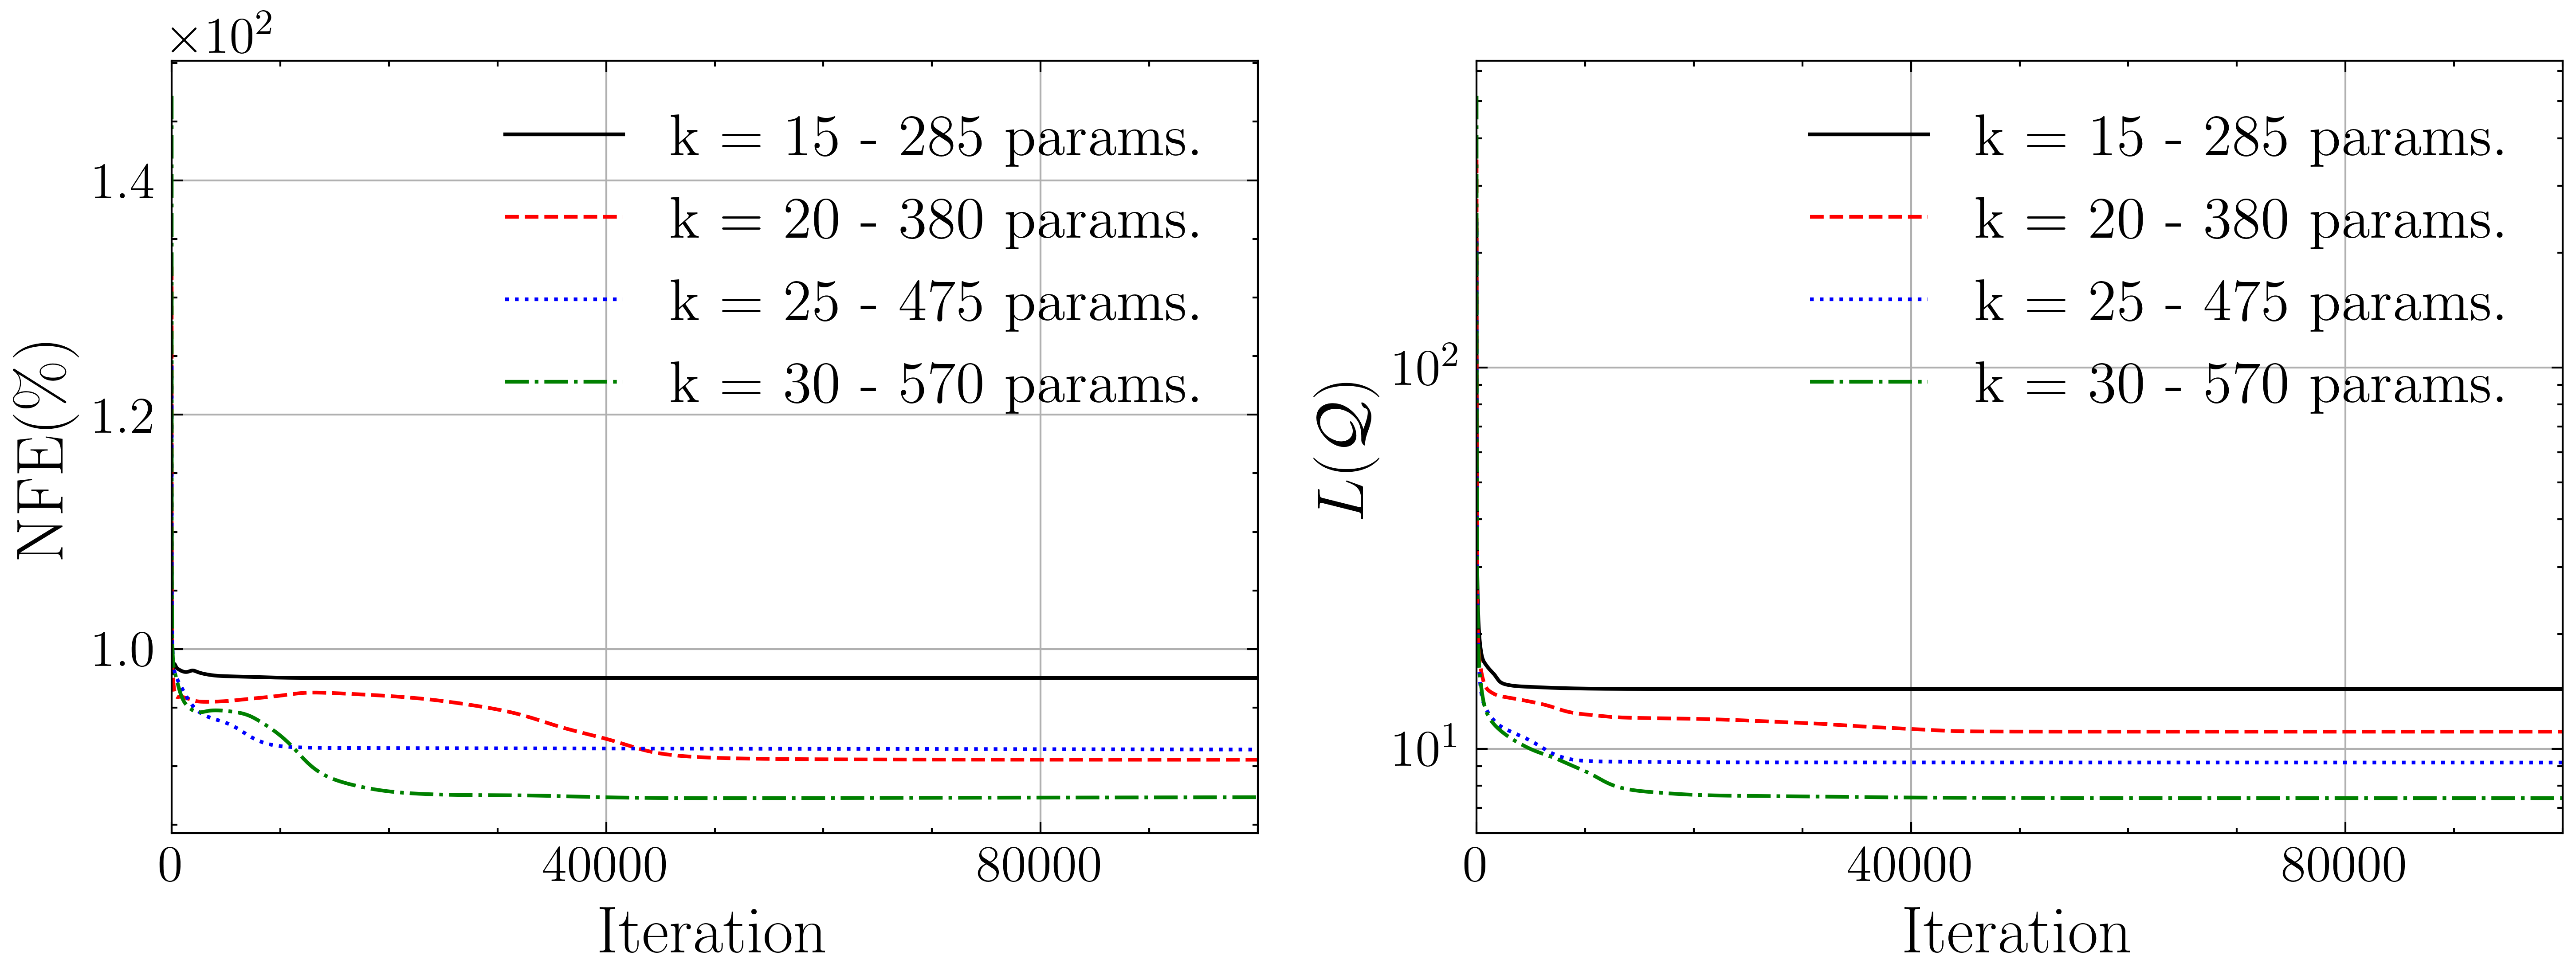 ×10²
NFE(%)
1.4
1.2
1.0
k = 15 - 285 params.
k = 20 - 380 params.
k = 25 - 475 params.
k = 30 - 570 params.
0 40000 80000
Iteration
L(𝒬)
10²
10¹
k = 15 - 285 params.
k = 20 - 380 params.
k = 25 - 475 params.
k = 30 - 570 params.
0 40000 80000
Iteration